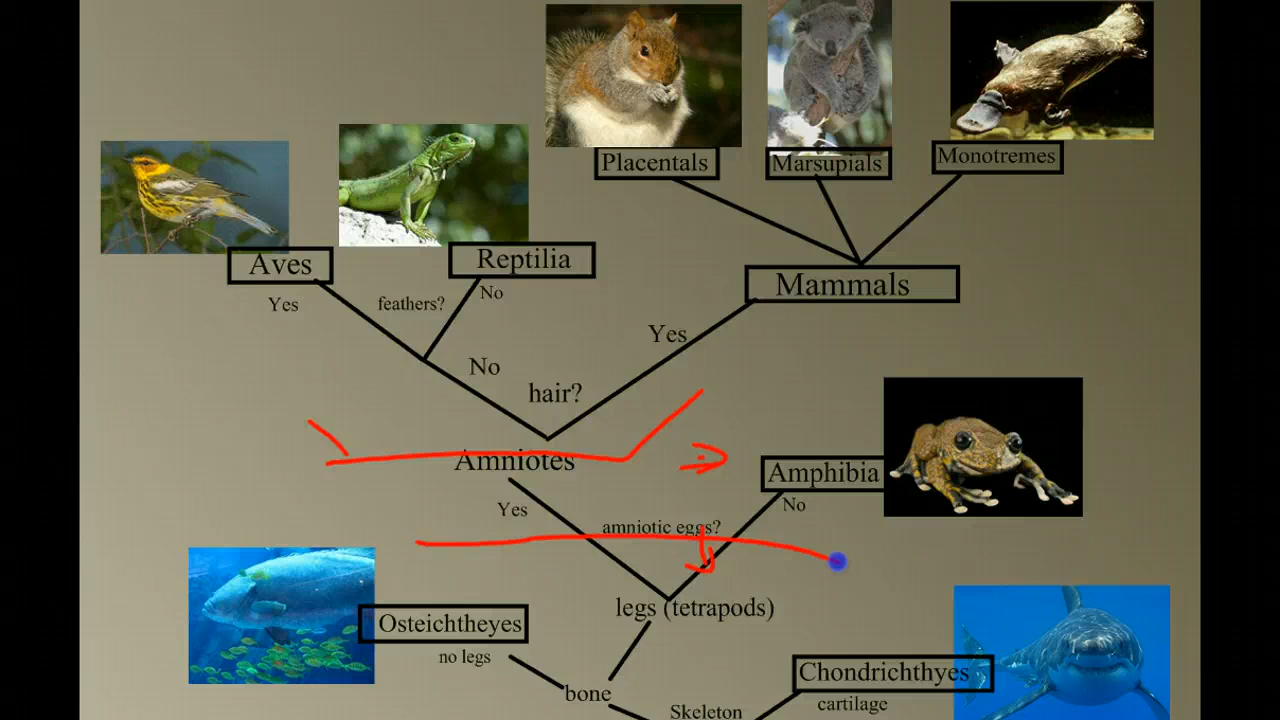 Placentals
Marsupials
Monotremes
Aves
Reptilia
Yes
feathers?
No
Mammals
Yes
No
hair?
Amniotes
Amphibia
Yes
No
amniotic eggs?
legs (tetrapods)
Osteichtheyes
no legs
Chondrichthyes
bone
cartilage
Skeleton